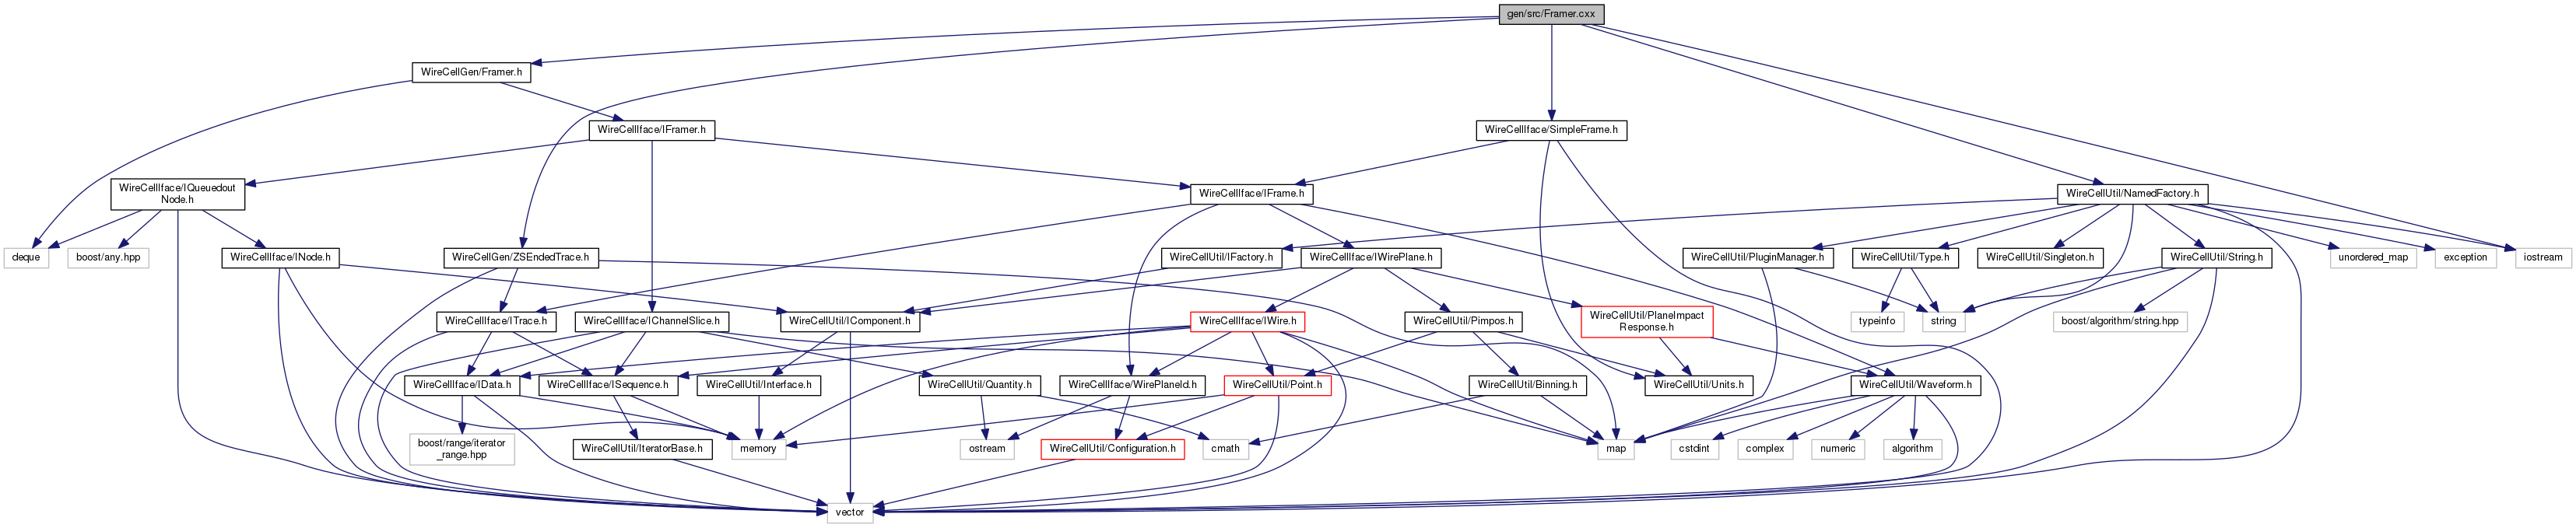 gen/src/Framer.cxx
WireCellGen/Framer.h
WireCellIface/IFramer.h
WireCellIface/SimpleFrame.h
WireCellIface/IQueuedout
Node.h
WireCellIface/IFrame.h
WireCellUtil/NamedFactory.h
deque
boost/any.hpp
WireCellIface/INode.h
WireCellGen/ZSEndedTrace.h
WireCellUtil/IFactory.h
WireCellIface/IWirePlane.h
WireCellUtil/PluginManager.h
WireCellUtil/Type.h
WireCellUtil/Singleton.h
WireCellUtil/String.h
unordered_map
exception
iostream
WireCellIface/ITrace.h
WireCellIface/IChannelSlice.h
WireCellUtil/IComponent.h
WireCellIface/IWire.h
WireCellUtil/Pimpos.h
WireCellUtil/PlaneImpact
Response.h
typeinfo
string
boost/algorithm/string.hpp
WireCellIface/IData.h
WireCellIface/ISequence.h
WireCellUtil/Interface.h
WireCellUtil/Quantity.h
WireCellIface/WirePlaneId.h
WireCellUtil/Point.h
WireCellUtil/Binning.h
WireCellUtil/Units.h
WireCellUtil/Waveform.h
boost/range/iterator
_range.hpp
WireCellUtil/IteratorBase.h
memory
ostream
WireCellUtil/Configuration.h
cmath
map
cstdint
complex
numeric
algorithm
vector